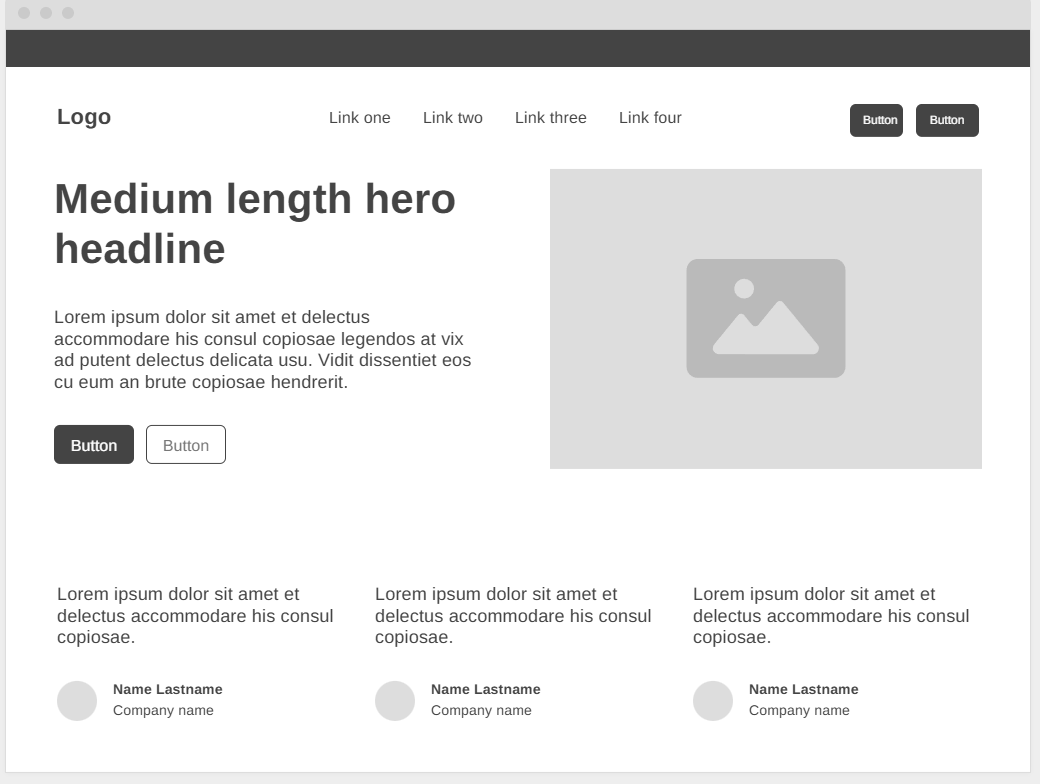 Logo
Link one
Link two
Link three
Link four
Button
Button
Medium length hero
headline
Lorem ipsum dolor sit amet et delectus
accommodare his consul copiosae legendos at vix
ad putent delectus delicata usu. Vidit dissentiet eos
cu eum an brute copiosae hendrerit.
Button
Button
Lorem ipsum dolor sit amet et
delectus accommodare his consul
copiosae.
Name Lastname
Company name
Lorem ipsum dolor sit amet et
delectus accommodare his consul
copiosae.
Name Lastname
Company name
Lorem ipsum dolor sit amet et
delectus accommodare his consul
copiosae.
Name Lastname
Company name